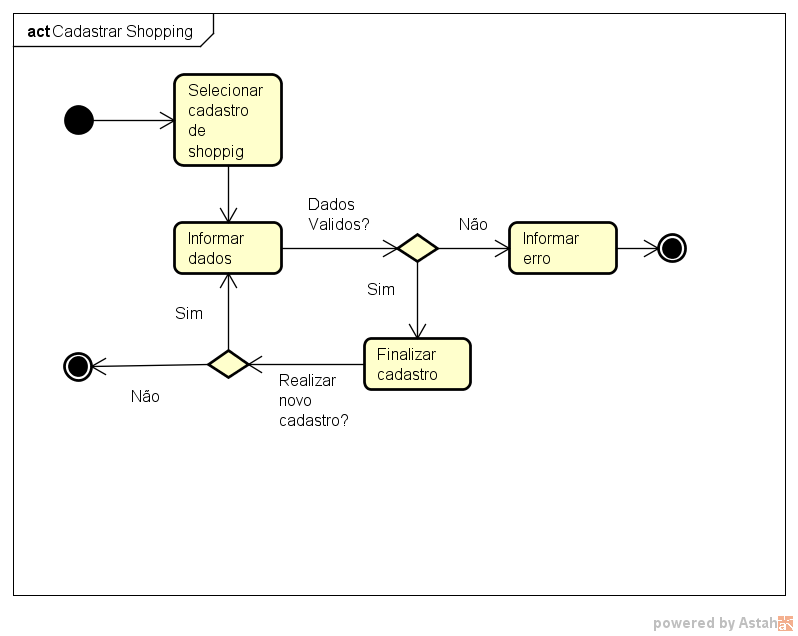 act Cadastrar Shopping
Selecionar
cadastro
de
shoppig
Dados
Validos?
Não
Informar
dados
Informar
erro
Sim
Sim
Finalizar
cadastro
Realizar
novo
cadastro?
Não
powered by Astah